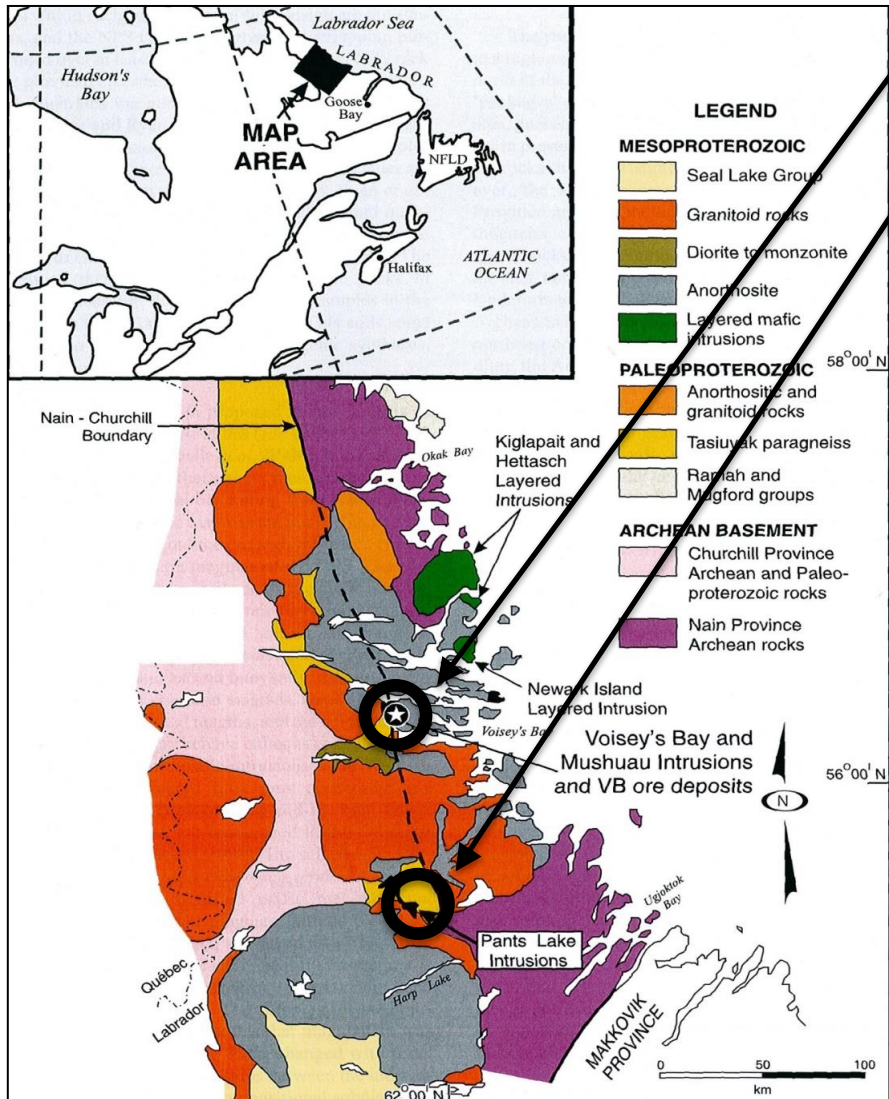 Labrador Sea
LABRADOR
Hudson's
Bay
Goose
Bay
MAP
AREA
NFLD
Halifax
ATLANTIC
OCEAN
LEGEND
MESOPROTEROZOIC
Seal Lake Group
Granitoid rocks
Diorite to monzonite
Anorthosite
Layered mafic
intrusions
PALEOPROTEROZOIC
Anorthositic and
granitoid rocks
Tasiuyak paragneiss
Ramah and
Mugford groups
ARCHEAN BASEMENT
Churchill Province
Archean and Paleo-
proterozoic rocks
Nain Province
Archean rocks
58°00' N
Nain - Churchill
Boundary
Okak Bay
Kiglapait and
Hettasch
Layered
Intrusions
Newark Island
Layered Intrusion
Voisey's Bay
Voisey's Bay and
Mushuau Intrusions
and VB ore deposits
56°00' N
N
Ugjoktok
Bay
Pants Lake
Intrusions
Harp Lake
Québec
Labrador
MAKKOVIK
PROVINCE
0 50 100
km
62°00' N